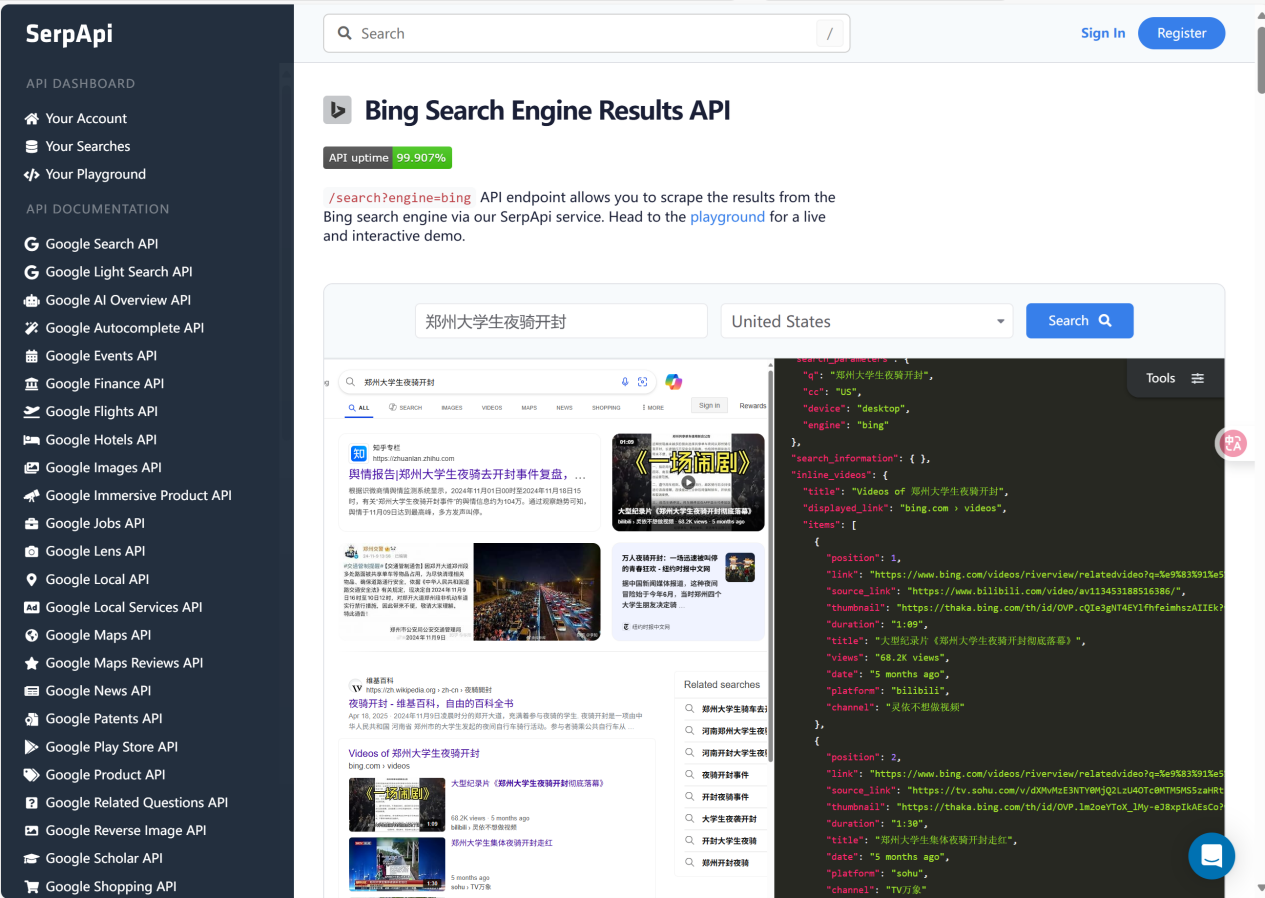 SerpApi
Search
/
Sign In
Register
API DASHBOARD
Your Account
Your Searches
Your Playground
API DOCUMENTATION
Google Search API
Google Light Search API
Google AI Overview API
Google Autocomplete API
Google Events API
Google Finance API
Google Flights API
Google Hotels API
Google Images API
Google Immersive Product API
Google Jobs API
Google Lens API
Google Local API
Google Local Services API
Google Maps API
Google Maps Reviews API
Google News API
Google Patents API
Google Play Store API
Google Product API
Google Related Questions API
Google Reverse Image API
Google Scholar API
Google Shopping API
Bing Search Engine Results API
API uptime 99.907%
/search?engine=bing API endpoint allows you to scrape the results from the
Bing search engine via our SerpApi service. Head to the playground for a live
and interactive demo.
郑州大学生夜骑开封
United States
Search
郑州大学生夜骑开封
ALL
SEARCH
IMAGES
VIDEOS
MAPS
NEWS
SHOPPING
MORE
Sign in
Rewards
知乎专栏
https://zhuanlan.zhihu.com
舆情报告|郑州大学生夜骑去开封事件复盘，...
根据识微商情舆情监测系统显示，2024年11月01日00时至2024年11月18日15
时，有关"郑州大学生夜骑开封事件"的舆情信息约为104万。通过观察趋势可知，
舆情于11月09日达到最高峰，多方发声叫停。
01:09
《一场闹剧》
大型纪录片《郑州大学生夜骑开封彻底落幕》
bilibili › 灵依不想做视频 · 68.2K views · 5 months ago
郑州市公安局公安交通管理局
2024年11月9日
万人夜骑开封：一场迅速被叫停
的青春狂欢 - 纽约时报中文网
据中国新闻媒体报道，这种夜间
冒险始于今年6月，当时郑州四个
大学生朋友决定骑 ...
纽约时报中文网
维基百科
https://zh.wikipedia.org › zh-cn › 夜騎開封
夜骑开封 - 维基百科，自由的百科全书
Apr 18, 2025 · 2024年11月9日凌晨时分的郑开大道，充满着参与夜骑的学生 夜骑开封是一项由中
华人民共和国 河南省 郑州市的大学生发起的夜间自行车骑行活动。参与者骑乘公共自行车从 ...
Videos of 郑州大学生夜骑开封
bing.com › videos
《一场闹剧》
1:09
大型纪录片《郑州大学生夜骑开封彻底落幕》
68.2K views · 5 months ago
bilibili › 灵依不想做视频
1:30
郑州大学生集体夜骑开封走红
5 months ago
sohu › TV万象
Related searches
郑州大学生骑车去
河南郑州大学生夜
河南开封大学生夜
夜骑开封事件
开封夜骑事件
大学生夜袭开封
开封大学生夜骑
郑州开封夜骑
Tools
"search_parameters": {
"q": "郑州大学生夜骑开封",
"cc": "US",
"device": "desktop",
"engine": "bing"
},
"search_information": { },
"inline_videos": {
"title": "Videos of 郑州大学生夜骑开封",
"displayed_link": "bing.com › videos",
"items": [
{
"position": 1,
"link": "https://www.bing.com/videos/riverview/relatedvideo?q=%e9%83%91%e5
"source_link": "https://www.bilibili.com/video/av113453188516386/",
"thumbnail": "https://thaka.bing.com/th/id/OVP.cQIe3gNT4EYlfhfeimhszAIIEk?
"duration": "1:09",
"title": "大型纪录片《郑州大学生夜骑开封彻底落幕》",
"views": "68.2K views",
"date": "5 months ago",
"platform": "bilibili",
"channel": "灵依不想做视频"
},
{
"position": 2,
"link": "https://www.bing.com/videos/riverview/relatedvideo?q=%e9%83%91%e5
"source_link": "https://tv.sohu.com/v/dXMvMzE3NTY0MjQ2LzU4OTc0MTM5MS5zaHRt
"thumbnail": "https://thaka.bing.com/th/id/OVP.lm2oeYToX_lMy-eJ8xpIkAEsCo?
"duration": "1:30",
"title": "郑州大学生集体夜骑开封走红",
"date": "5 months ago",
"platform": "sohu",
"channel": "TV万象"